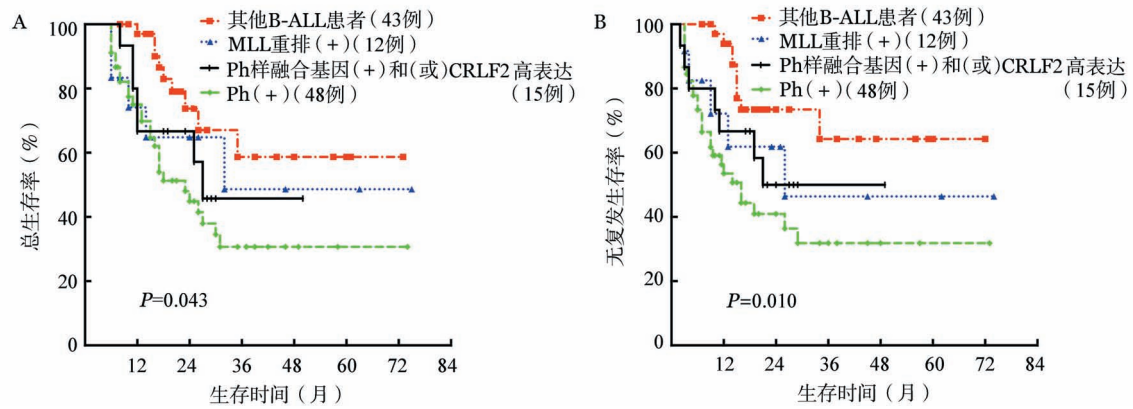 A
其他B-ALL患者(43例)
MLL重排(+)(12例)
Ph样融合基因(+)和(或)CRLF2高表达
(15例)
Ph(+)(48例)
100
80
60
40
20
0
总生存率(%)
P=0.043
12 24 36 48 60 72 84
生存时间(月)
B
其他B-ALL患者(43例)
MLL重排(+)(12例)
Ph样融合基因(+)和(或)CRLF2高表达
(15例)
Ph(+)(48例)
100
80
60
40
20
0
无复发生存率(%)
P=0.010
12 24 36 48 60 72 84
生存时间(月)